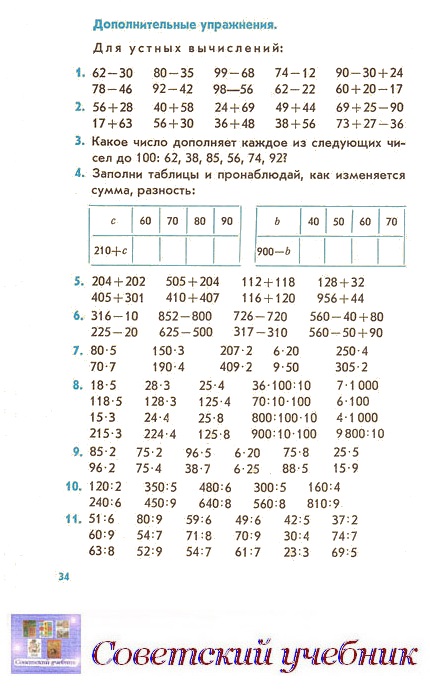 Дополнительные упражнения.
Для устных вычислений:
1. 62—30 80—35 99—68 74—12 90—30+24
78—46 92—42 98—56 62—22 60+20—17
2. 56+28 40+58 24+69 49+44 69+25—90
17+63 56+30 36+48 38+56 73+27—36
3. Какое число дополняет каждое из следующих чи-
сел до 100: 62, 38, 85, 56, 74, 92?
4. Заполни таблицы и пронаблюдай, как изменяется
сумма, разность:
c 60 70 80 90 b 40 50 60 70
210+c 900—b
5. 204+202 505+204 112+118 128+32
405+301 410+407 116+120 956+44
6. 316—10 852—800 726—720 560—40+80
225—20 625—500 317—310 560—50+90
7. 80·5 150·3 207·2 6·20 250·4
70·7 190·4 409·2 9·50 305·2
8. 18·5 28·3 25·4 36·100:10 7·1 000
118·5 128·3 125·4 70:10·100 6·100
15·3 24·4 25·8 800:100·10 4·1 000
215·3 224·4 125·8 900:10·100 9 800:10
9. 85·2 75·2 96·5 6·20 75·8 25·5
96·2 75·4 38·7 6·25 88·5 15·9
10. 120:2 350:5 480:6 300:5 160:4
240:6 450:9 640:8 560:8 810:9
11. 51:6 80:9 59:6 49:6 42:5 37:2
60:9 54:7 71:8 70:9 30:4 74:7
63:8 52:9 54:7 61:7 23:3 69:5
34
Советский учебник
Советский учебник